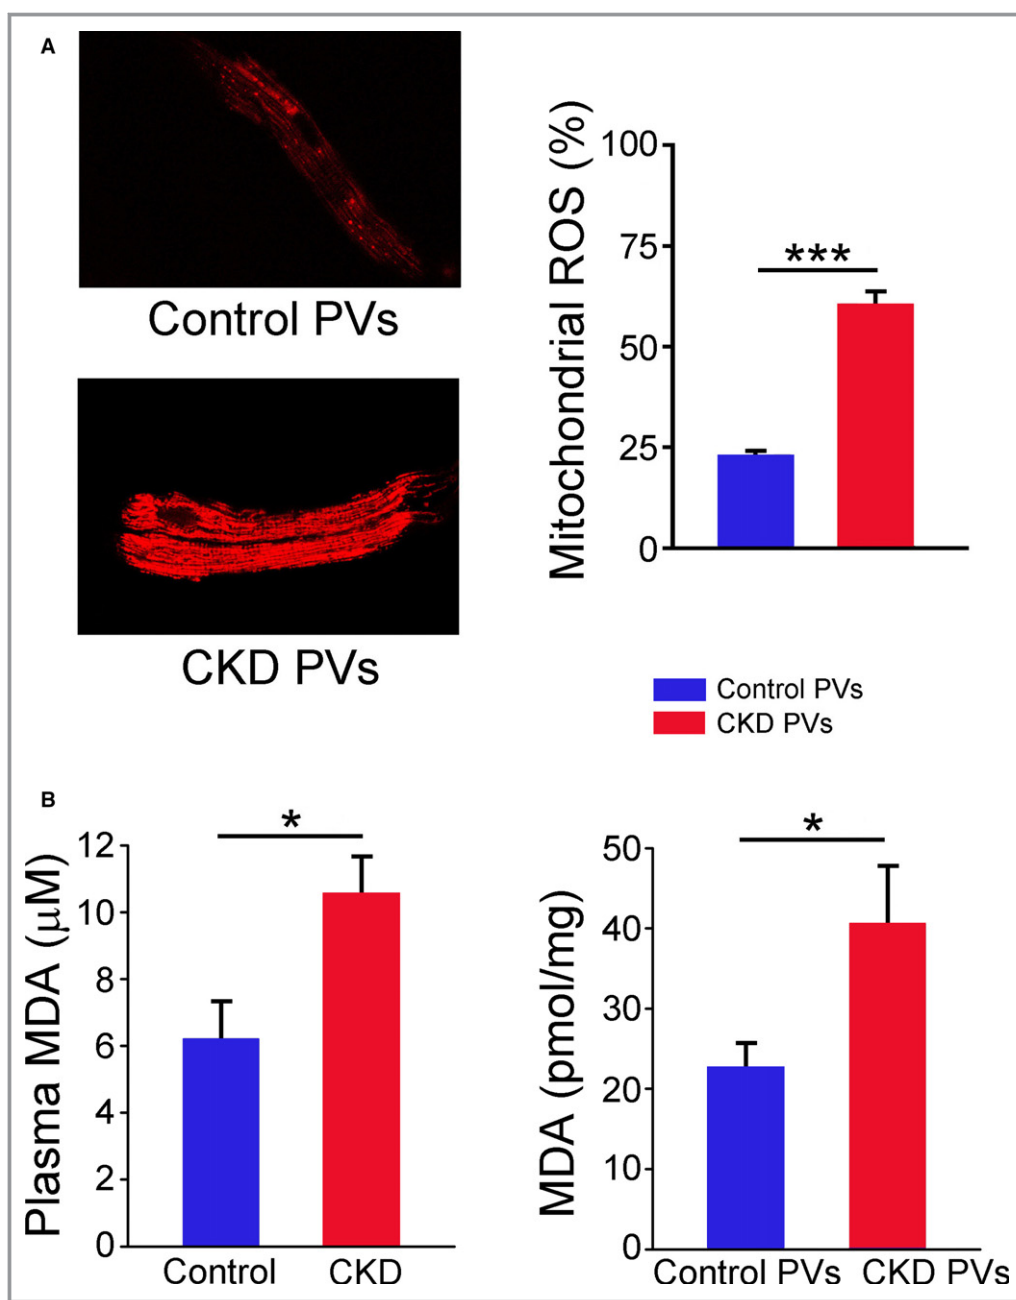 A
Control PVs
CKD PVs
Mitochondrial ROS (%)
100
75
50
25
0
***
Control PVs
CKD PVs
B
Plasma MDA (μM)
12
10
8
6
4
2
0
*
Control CKD
MDA (pmol/mg)
50
40
30
20
10
0
*
Control PVs CKD PVs